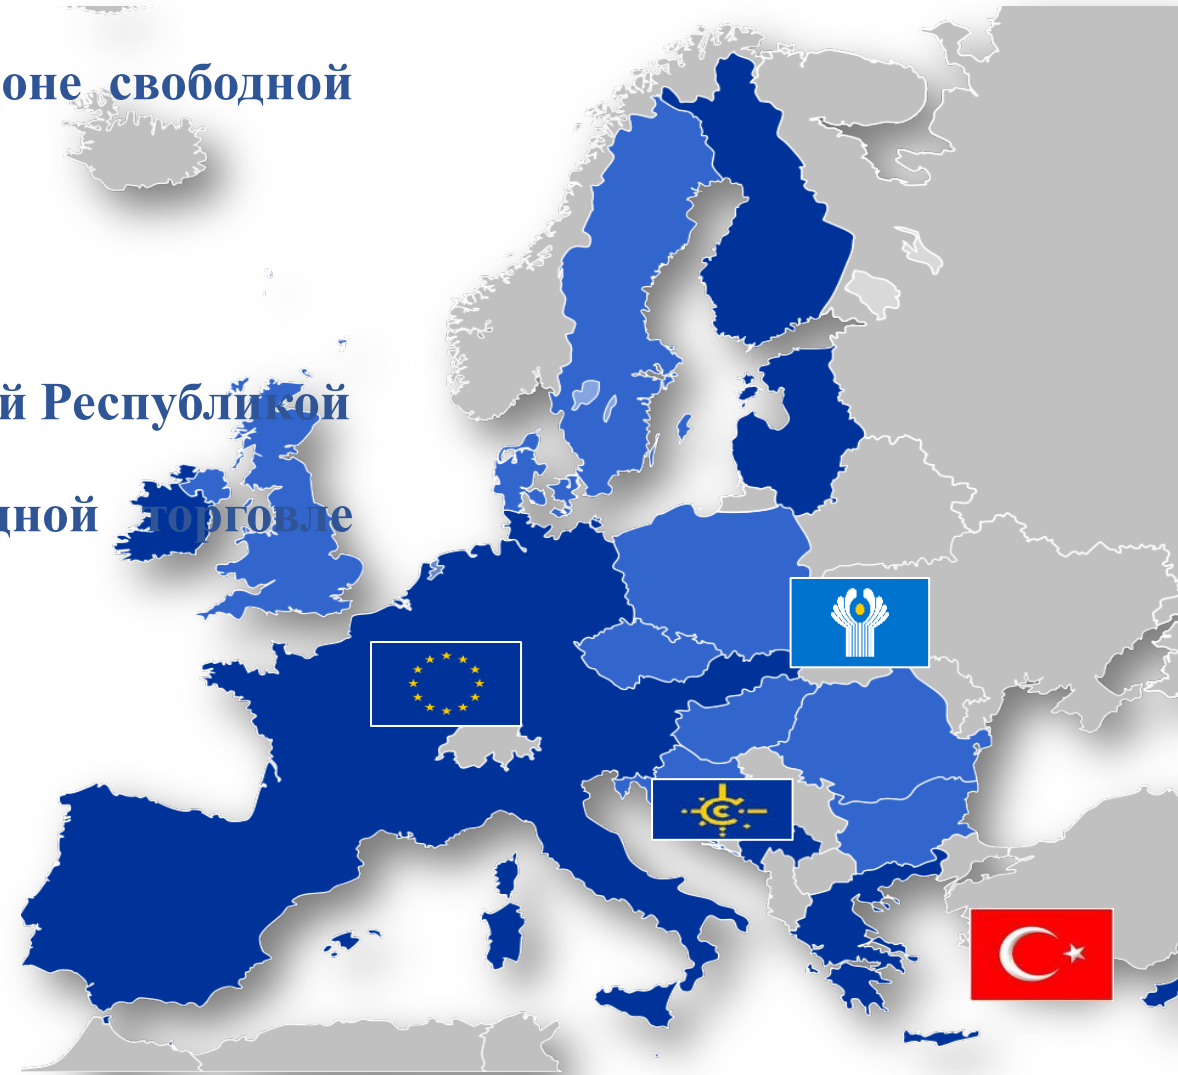 оне свободной
й Республикой
дной торговле